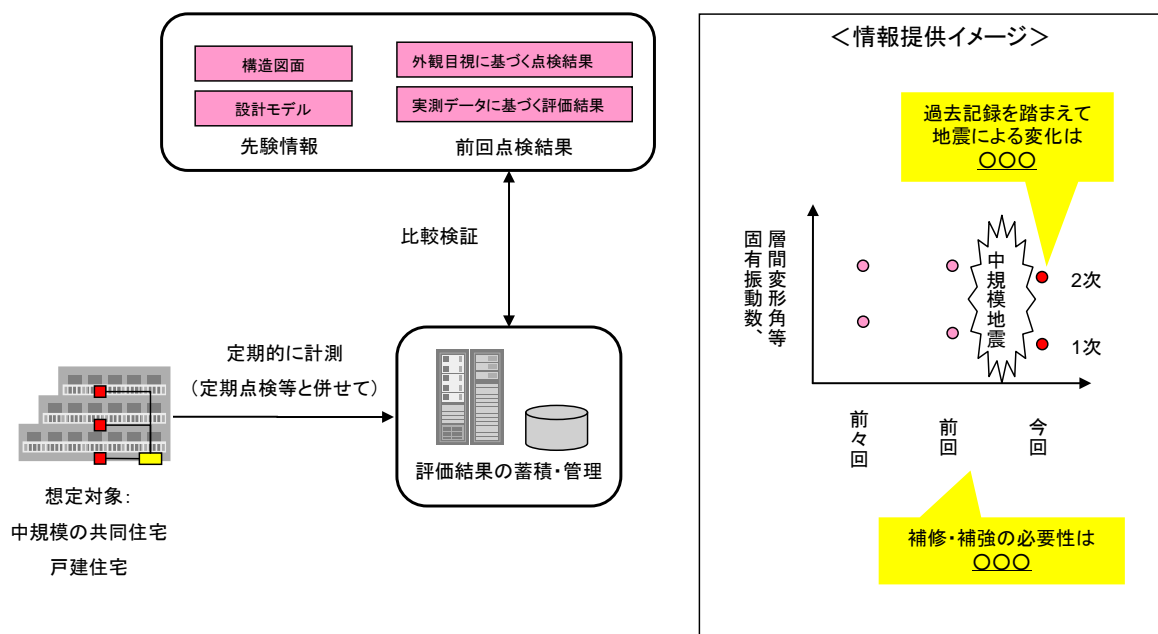 構造図面
設計モデル
先験情報
外観目視に基づく点検結果
実測データに基づく評価結果
前回点検結果
比較検証
定期的に計測
（定期点検等と併せて）
評価結果の蓄積・管理
想定対象：
中規模の共同住宅
戸建住宅
＜情報提供イメージ＞
過去記録を踏まえて
地震による変化は
〇〇〇
層間変形角等
固有振動数、
中規模地震
2次
1次
前々回
前回
今回
補修・補強の必要性は
〇〇〇